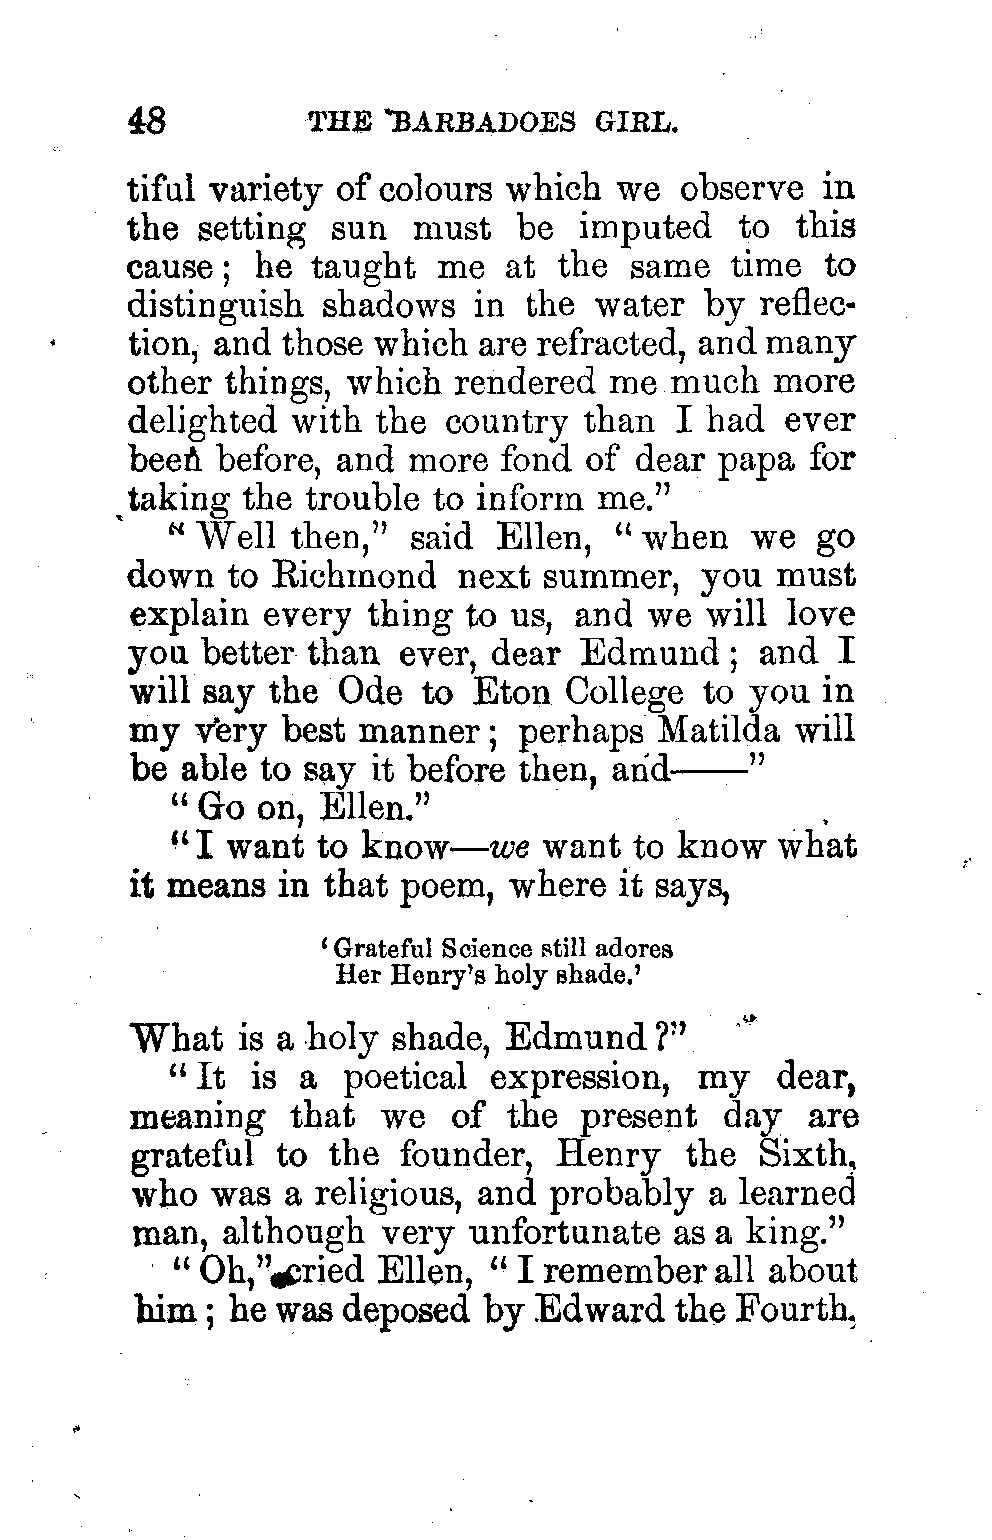 48 THE BARBADOES GIRL.
tiful variety of colours which we observe in
the setting sun must be imputed to this
cause; he taught me at the same time to
distinguish shadows in the water by reflec-
tion, and those which are refracted, and many
other things, which rendered me much more
delighted with the country than I had ever
been before, and more fond of dear papa for
taking the trouble to inform me."
"Well then," said Ellen, "when we go
down to Richmond next summer, you must
explain every thing to us, and we will love
you better than ever, dear Edmund; and I
will say the Ode to Eton College to you in
my very best manner; perhaps Matilda will
be able to say it before then, and——"
"Go on, Ellen."
"I want to know—we want to know what
it means in that poem, where it says,
'Grateful Science still adores
Her Henry's holy shade.'
What is a holy shade, Edmund?"
"It is a poetical expression, my dear,
meaning that we of the present day are
grateful to the founder, Henry the Sixth,
who was a religious, and probably a learned
man, although very unfortunate as a king."
"Oh," cried Ellen, "I remember all about
him; he was deposed by Edward the Fourth,